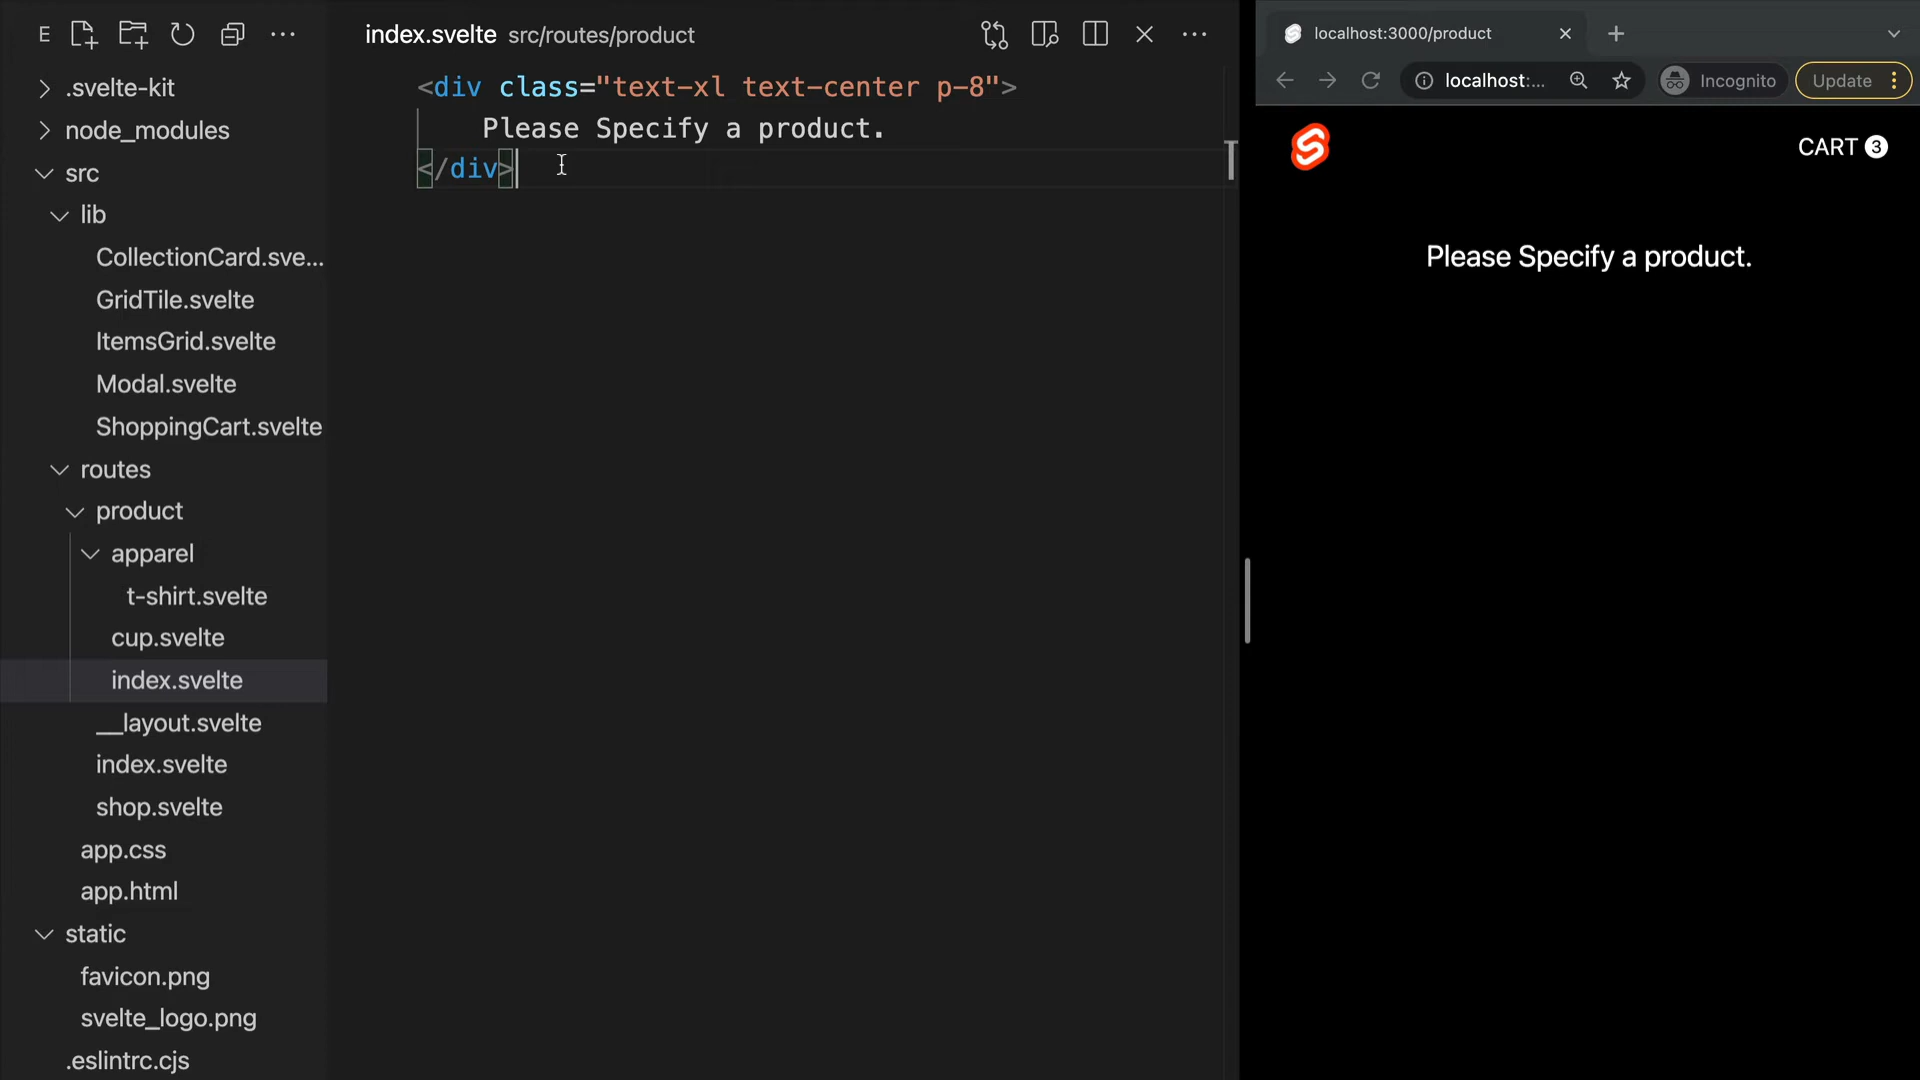 E
index.svelte src/routes/product
.svelte-kit
node_modules
src
lib
CollectionCard.sve...
GridTile.svelte
ItemsGrid.svelte
Modal.svelte
ShoppingCart.svelte
routes
product
apparel
t-shirt.svelte
cup.svelte
index.svelte
__layout.svelte
index.svelte
shop.svelte
app.css
app.html
static
favicon.png
svelte_logo.png
.eslintrc.cjs
<div class="text-xl text-center p-8">
Please Specify a product.
</div>
localhost:3000/product
localhost:...
Incognito
Update
CART 3
Please Specify a product.